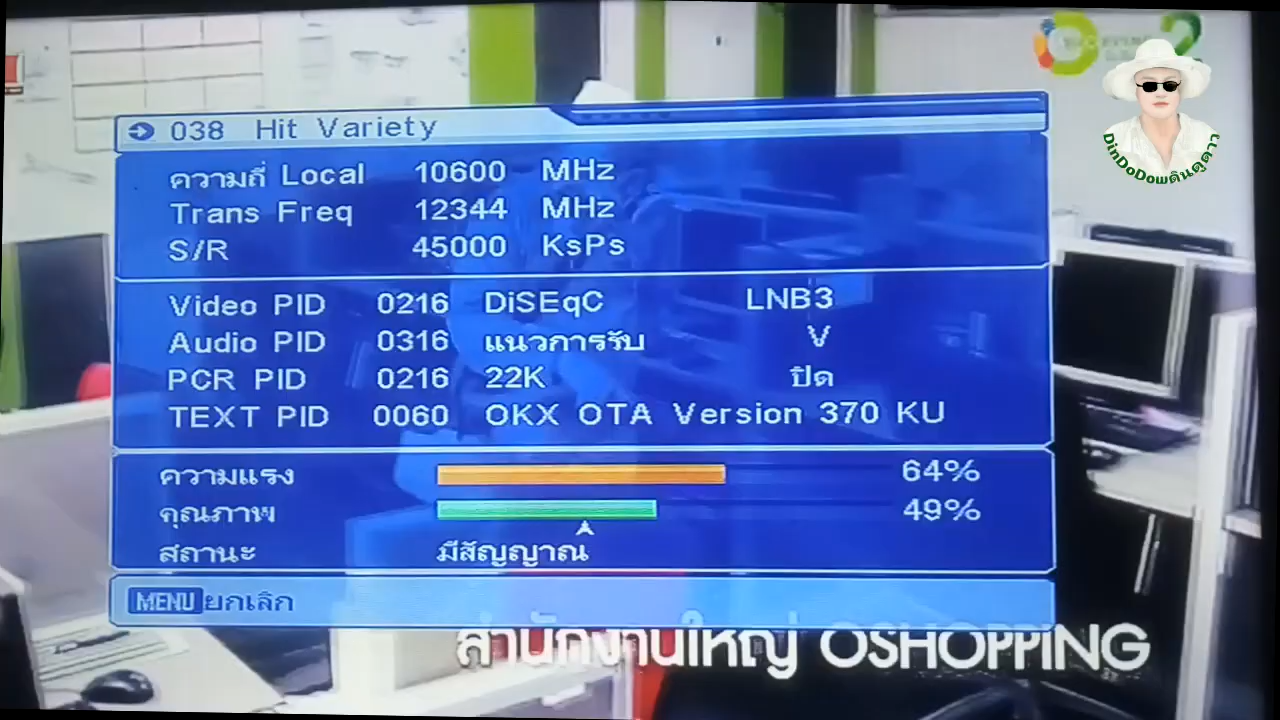 2
DinDoDowดินดูดาว
038 Hit Variety
ความถี่ Local 10600 MHz
Trans Freq 12344 MHz
S/R 45000 KsPs
Video PID 0216 DiSEqC LNB3
Audio PID 0316 แนวการรับ V
PCR PID 0216 22K ปิด
TEXT PID 0060 OKX OTA Version 370 KU
ความแรง 64%
คุณภาพ 49%
สถานะ มีสัญญาณ
MENU ยกเลิก
สำนักงานใหญ่ OSHOPPING